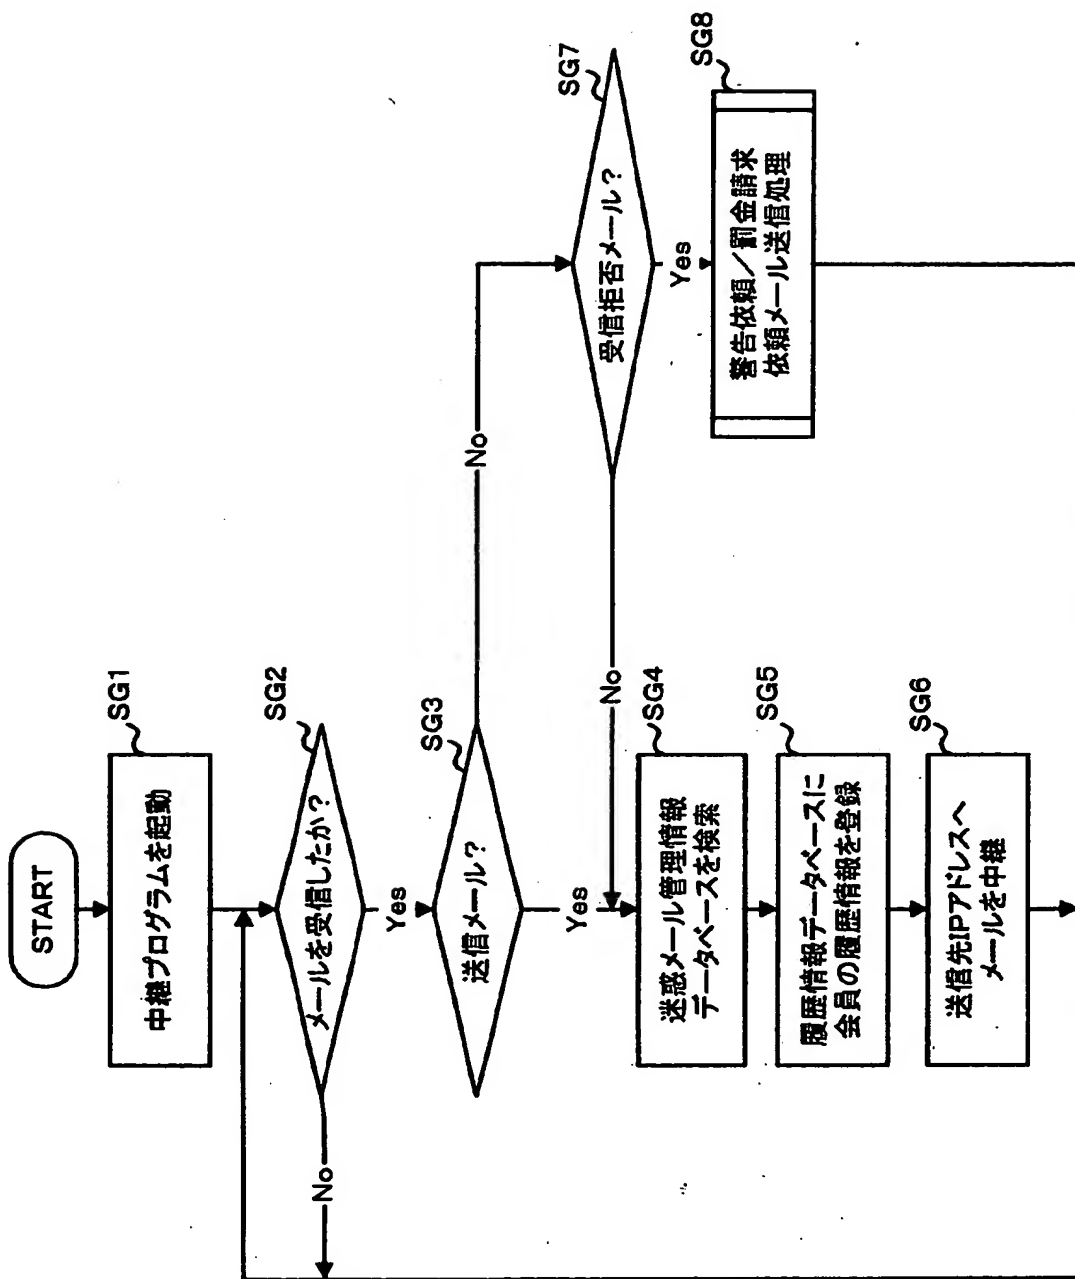 START
SG1
中継プログラムを起動
SG2
メールを受信したか?
No
Yes
SG3
送信メール?
No
Yes
SG7
受信拒否メール?
No
Yes
SG8
警告依頼/罰金請求
依頼メール送信処理
SG4
迷惑メール管理情報
データベースを検索
SG5
履歴情報データベースに
会員の履歴情報を登録
SG6
送信先IPアドレスへ
メールを中継